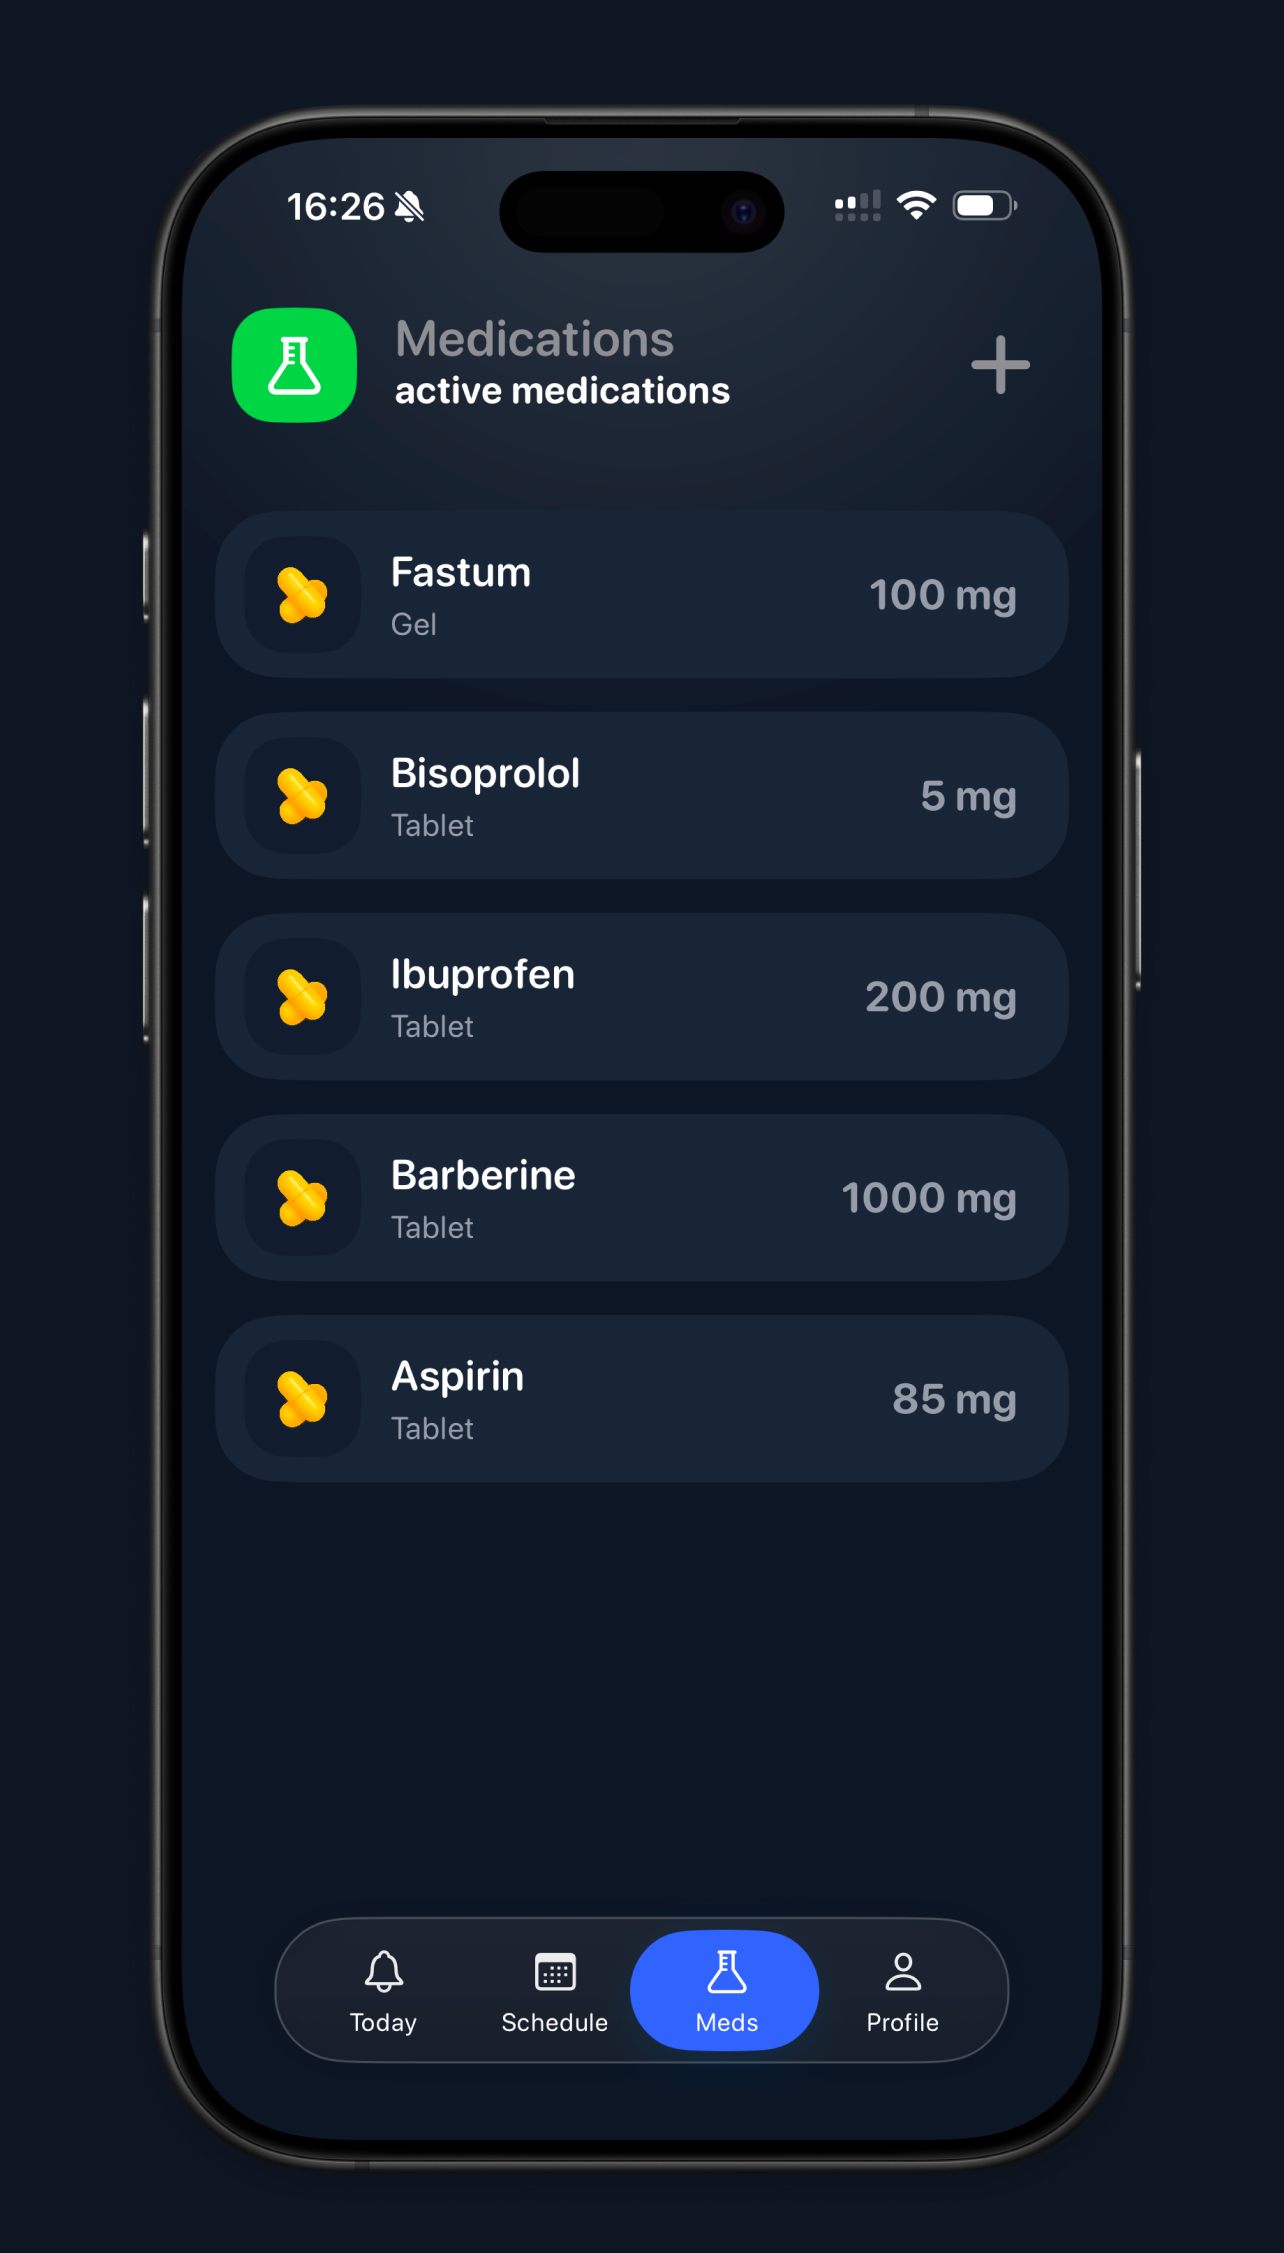 16:26
Medications
active medications
Fastum
Gel
100 mg
Bisoprolol
Tablet
5 mg
Ibuprofen
Tablet
200 mg
Barberine
Tablet
1000 mg
Aspirin
Tablet
85 mg
Today
Schedule
Meds
Profile